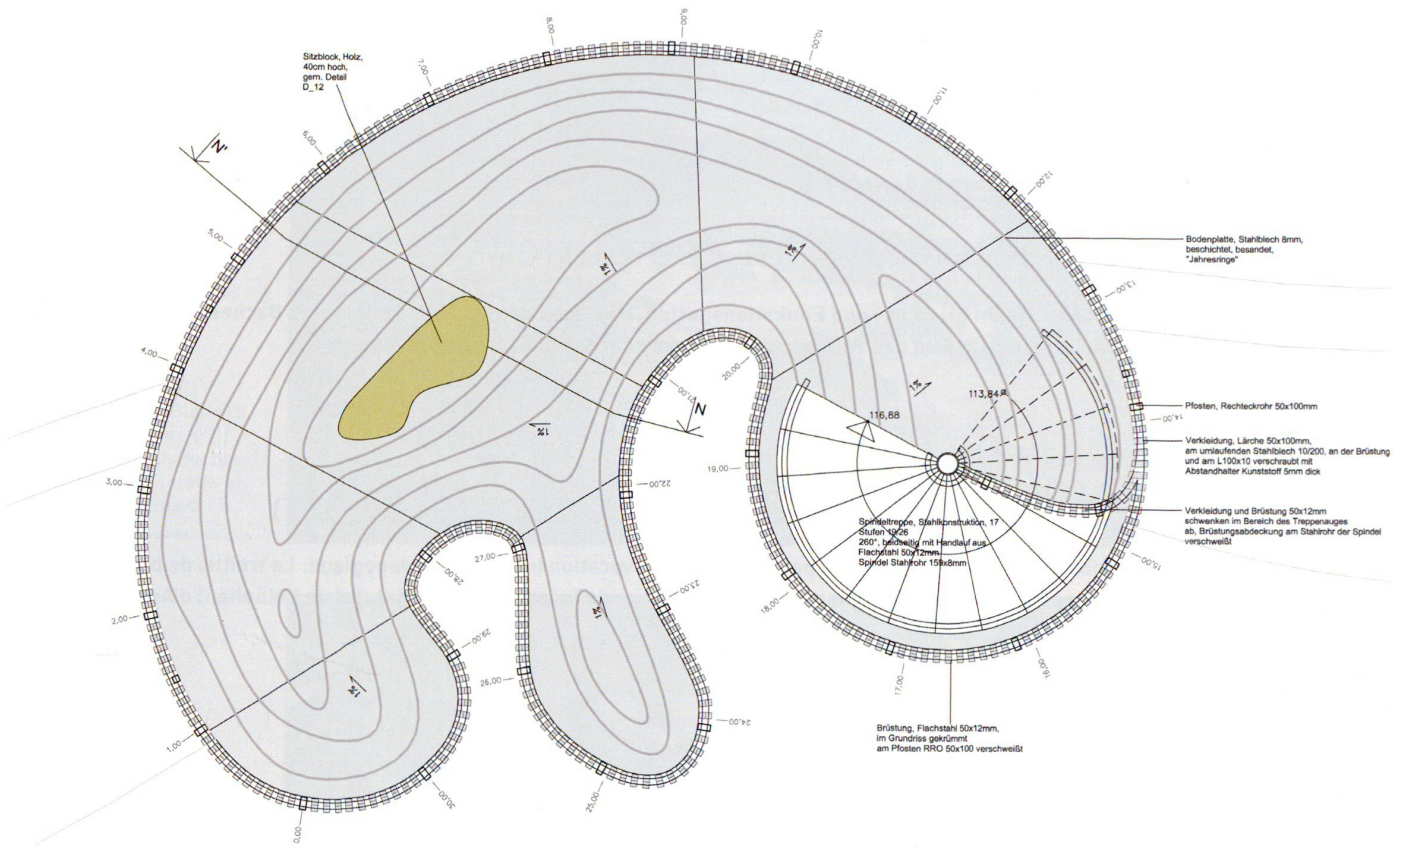 Sitzblock, Holz,
40cm hoch,
gem. Detail
D_12
N'
N
0,00
1,00
2,00
3,00
4,00
5,00
6,00
7,00
8,00
9,00
10,00
11,00
12,00
13,00
14,00
15,00
16,00
17,00
18,00
19,00
20,00
21,00
22,00
23,00
24,00
25,00
26,00
27,00
28,00
29,00
30,00
1%
1%
1%
1%
1%
1%
113,84
116,88
Bodenplatte, Stahlblech 8mm,
beschichtet, besandet,
"Jahresringe"
Pfosten, Rechteckrohr 50x100mm
Verkleidung, Lärche 50x100mm,
am umlaufenden Stahlblech 10/200, an der Brüstung
und am L100x10 verschraubt mit
Abstandhalter Kunststoff 5mm dick
Verkleidung und Brüstung 50x12mm
schwenken im Bereich des Treppenauges
ab, Brüstungsabdeckung am Stahlrohr der Spindel
verschweißt
Spindeltreppe, Stahlkonstruktion, 17
Stufen 19/26
260°, beidseitig mit Handlauf aus
Flachstahl 50x12mm
Spindel Stahlrohr 159x8mm
Brüstung, Flachstahl 50x12mm,
im Grundriss gekrümmt
am Pfosten RRO 50x100 verschweißt